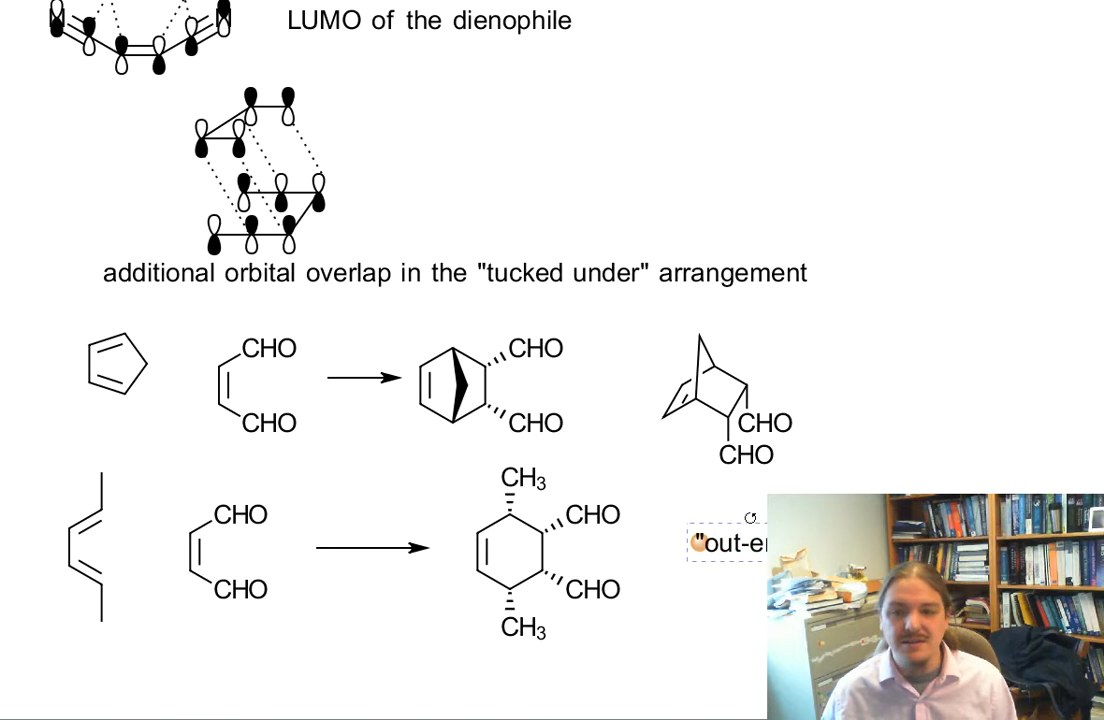 LUMO of the dienophile
additional orbital overlap in the "tucked under" arrangement
CHO
CHO
CHO
CHO
CHO
CHO
CH3
CHO
CHO
CHO
CHO
CH3
"out-e